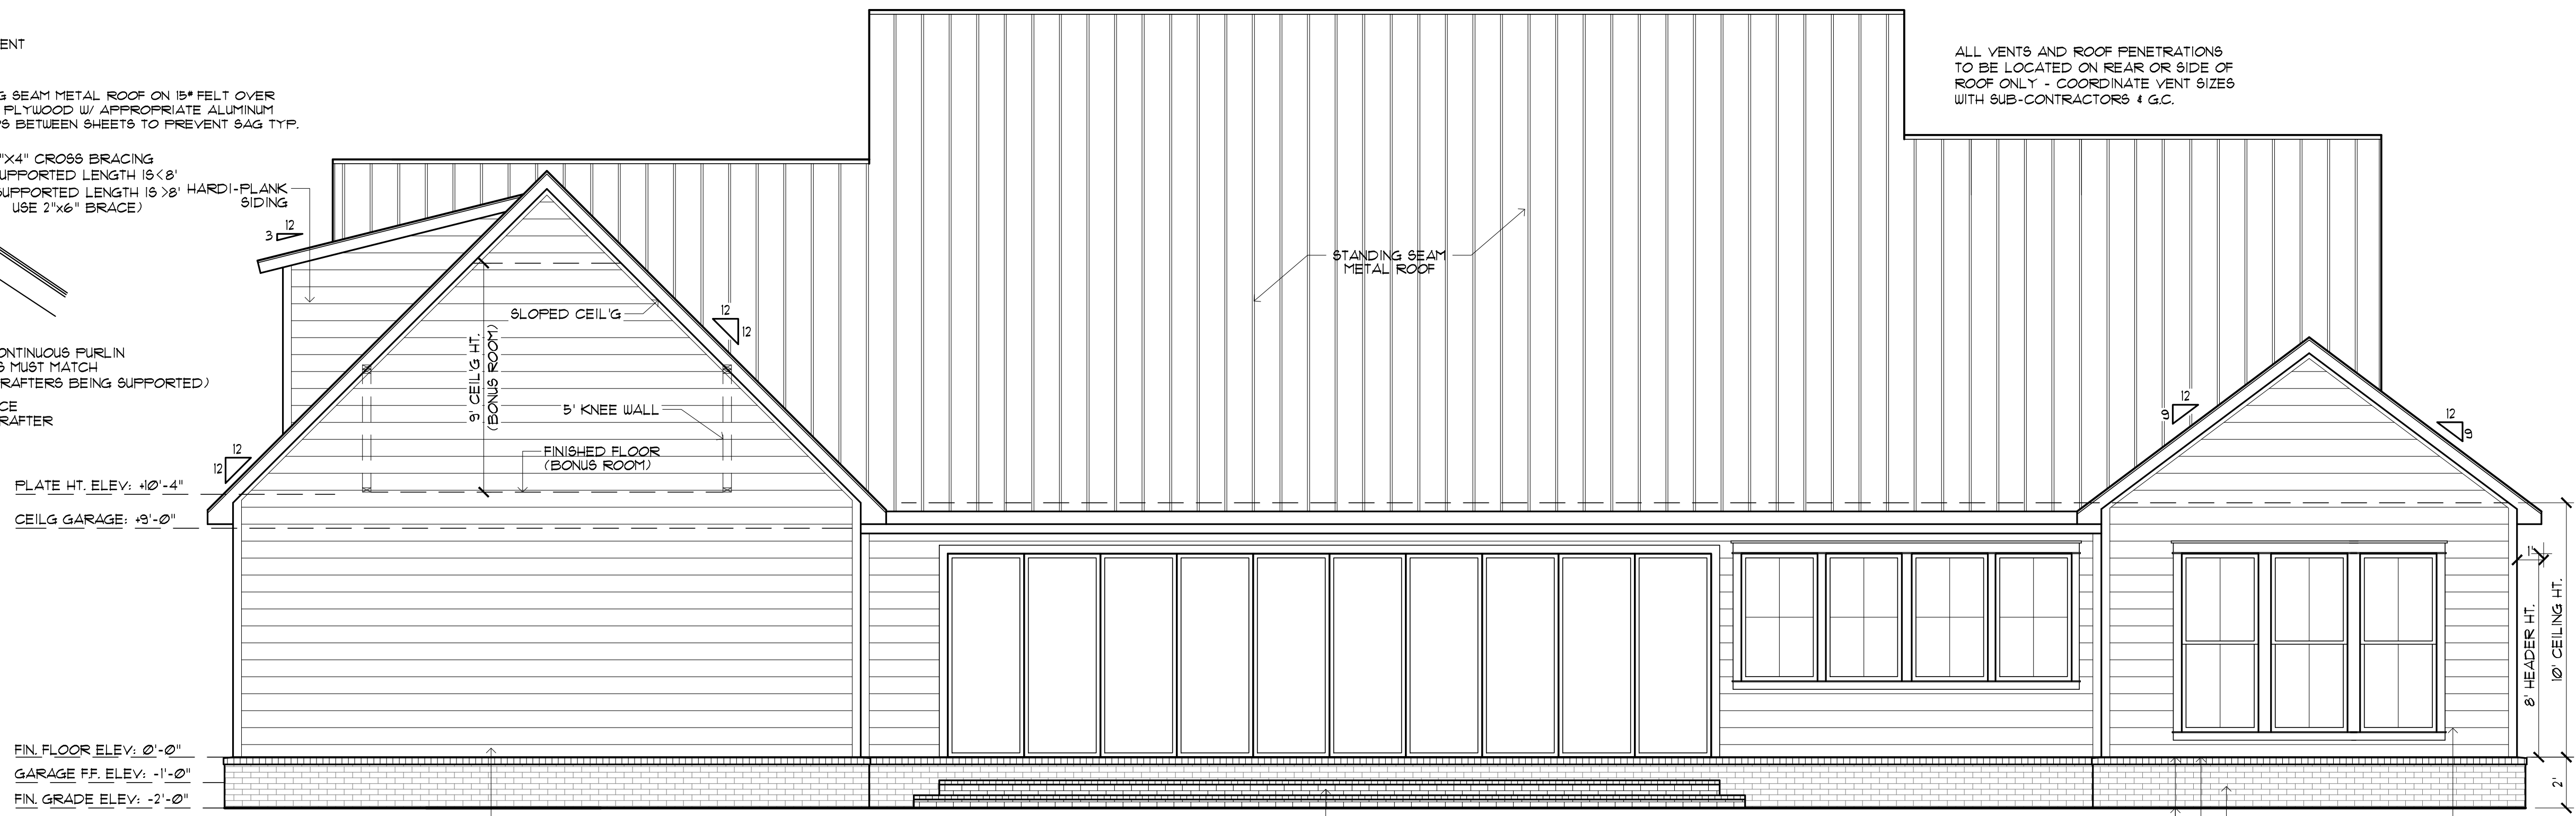 ENT
G SEAM METAL ROOF ON 15# FELT OVER
PLYWOOD W/ APPROPRIATE ALUMINUM
PS BETWEEN SHEETS TO PREVENT SAG TYP.
"X4" CROSS BRACING
UPPORTED LENGTH IS<8'
SUPPORTED LENGTH IS >8'
USE 2"x6" BRACE)
HARDI-PLANK
SIDING
12
3
ONTINUOUS PURLIN
S MUST MATCH
RAFTERS BEING SUPPORTED)
CE
RAFTER
12
12
PLATE HT. ELEV: +10'-4"
CEILG GARAGE: +9'-0"
FIN. FLOOR ELEV: 0'-0"
GARAGE F.F. ELEV: -1'-0"
FIN. GRADE ELEV: -2'-0"
SLOPED CEIL'G
9' CEIL'G HT.
(BONUS ROOM)
5' KNEE WALL
FINISHED FLOOR
(BONUS ROOM)
12
12
STANDING SEAM
METAL ROOF
ALL VENTS AND ROOF PENETRATIONS
TO BE LOCATED ON REAR OR SIDE OF
ROOF ONLY - COORDINATE VENT SIZES
WITH SUB-CONTRACTORS & G.C.
12
9
12
9
1'
8' HEADER HT.
10' CEILING HT.
2'